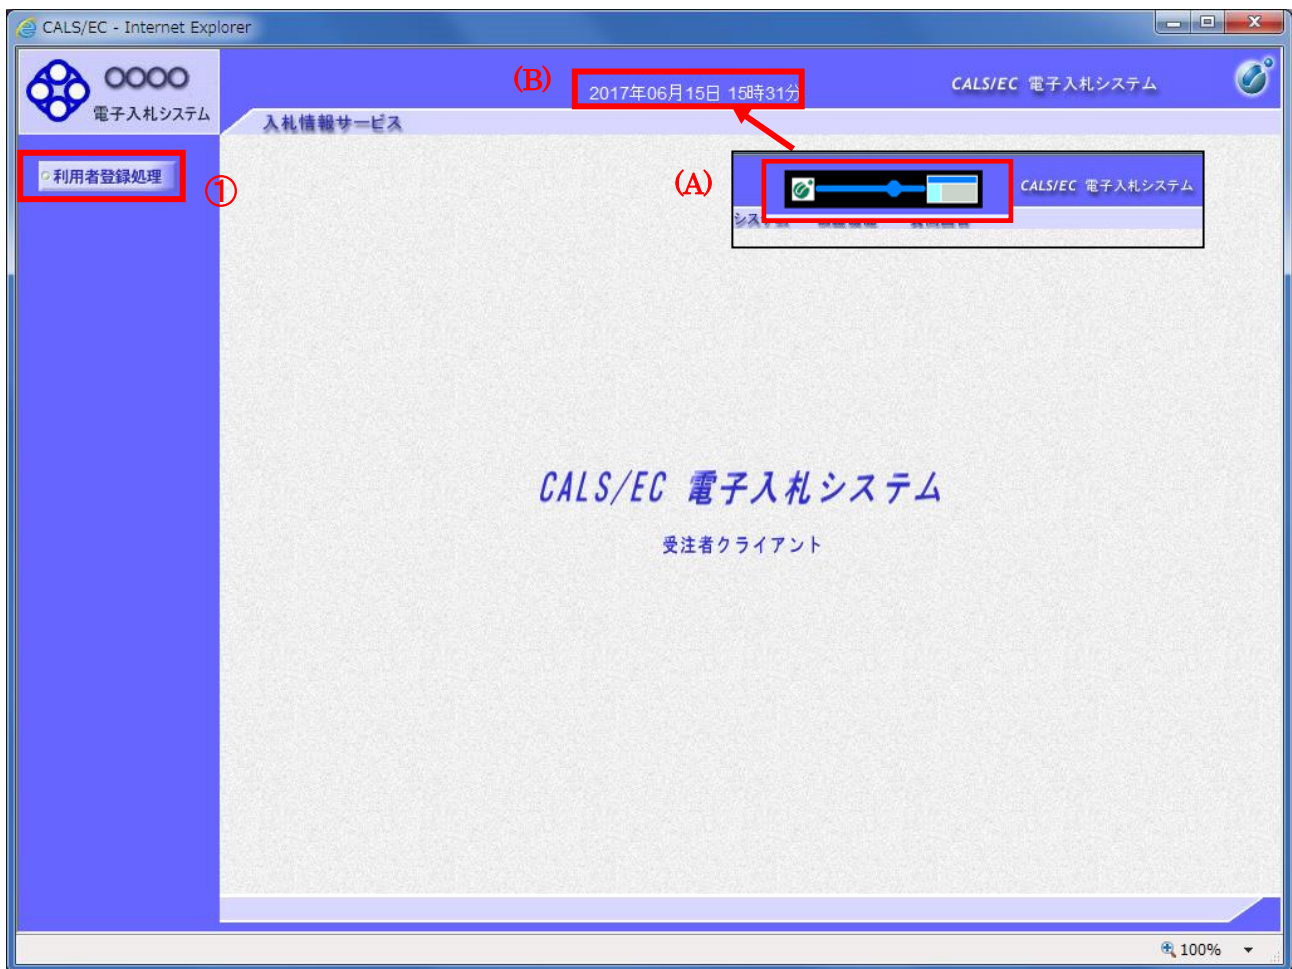 CALS/EC - Internet Explorer
○○○○
電子入札システム
(B)
2017年06月15日 15時31分
CALS/EC 電子入札システム
入札情報サービス
利用者登録処理
①
(A)
CALS/EC 電子入札システム
システム
CALS/EC 電子入札システム
受注者クライアント
100%